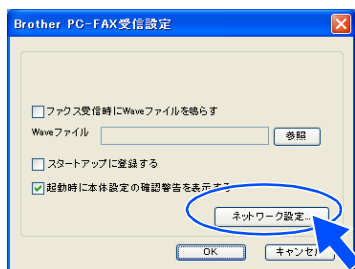 Brother PC-FAX受信設定
ファクス受信時にWaveファイルを鳴らす
Waveファイル
参照
スタートアップに登録する
起動時に本体設定の確認警告を表示する
ネットワーク設定...
OK
キャンセル